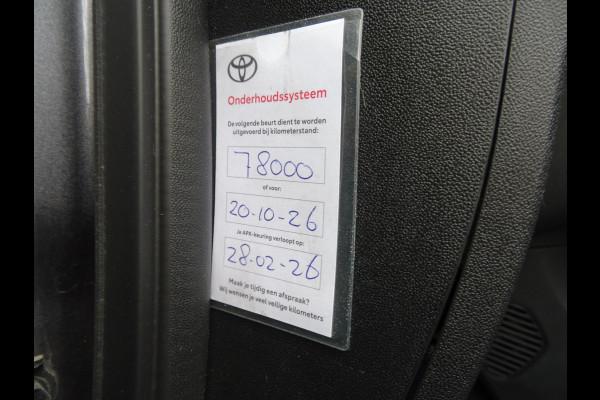 Onderhoudssysteem
De volgende beurt dient te worden
uitgevoerd bij kilometerstand:
78000
of voor:
20-10-26
Je APK-keuring verloopt op:
28-02-26
Maak je tijdig een afspraak?
Wij wensen je veel veilige kilometers